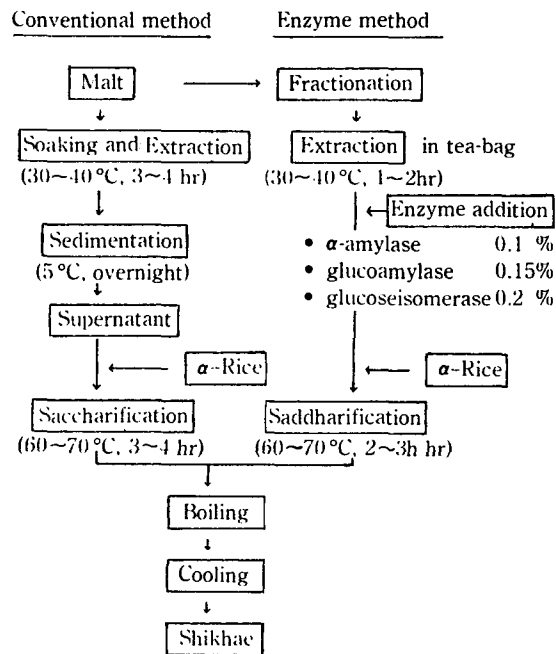 Conventional method Enzyme method
Malt Fractionation
Soaking and Extraction Extraction in tea-bag
(30~40°C, 3~4 hr) (30~40°C, 1~2hr)
Enzyme addition
Sedimentation • α-amylase 0.1 %
(5°C, overnight) • glucoamylase 0.15%
• glucoseisomerase 0.2 %
Supernatant
α-Rice α-Rice
Saccharification Saddharification
(60~70°C, 3~4 hr) (60~70°C, 2~3h hr)
Boiling
Cooling
Shikhae